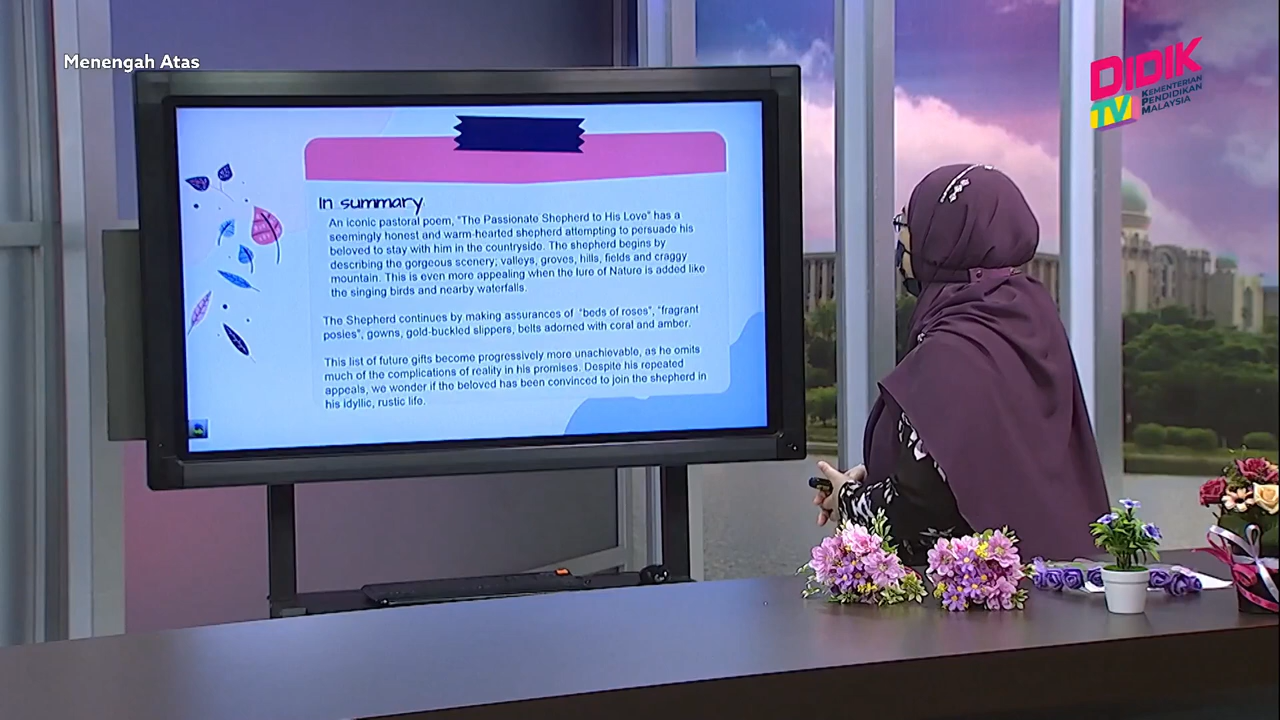 Menengah Atas
DIDIK
TV
KEMENTERIAN
PENDIDIKAN
MALAYSIA
In summary
An iconic pastoral poem, "The Passionate Shepherd to His Love" has a
seemingly honest and warm-hearted shepherd attempting to persuade his
beloved to stay with him in the countryside. The shepherd begins by
describing the gorgeous scenery; valleys, groves, hills, fields and craggy
mountain. This is even more appealing when the lure of Nature is added like
the singing birds and nearby waterfalls.
The Shepherd continues by making assurances of "beds of roses", "fragrant
posies", gowns, gold-buckled slippers, belts adorned with coral and amber.
This list of future gifts become progressively more unachievable, as he omits
much of the complications of reality in his promises. Despite his repeated
appeals, we wonder if the beloved has been convinced to join the shepherd in
his idyllic, rustic life.